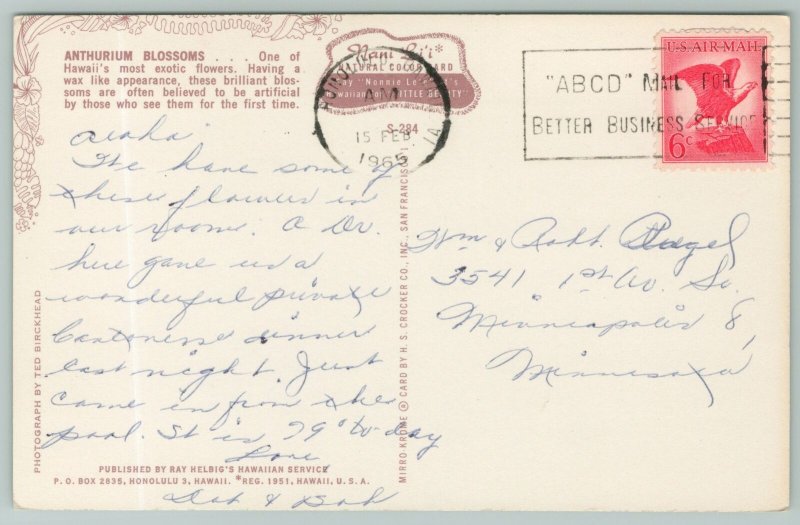 ANTHURIUM BLOSSOMS . . . One of
Hawaii's most exotic flowers. Having a
wax like appearance, these brilliant blos-
soms are often believed to be artificial
by those who see them for the first time.
Nani Li'i*
NATURAL COLOR CARD
S-284
HONOLULU
AM
15 FEB
1965
"ABCD" MAIL FOR
BETTER BUSINESS SERVICE
U.S. AIR MAIL
6c
Aloha
We have some of
these flowers in
our room. A Dr.
here gave us a
wonderful private
Cantonese dinner
last night. Just
came in from the
pool. It is 79° to-day
Love,
& Bob
Wm & Robt.
3541 1st Av. So.
Minneapolis 8,
Minnesota
PHOTOGRAPH BY TED BIRCKHEAD
MIRRO-KROME ® CARD BY H. S. CROCKER CO., INC., SAN FRANCISCO
PUBLISHED BY RAY HELBIG'S HAWAIIAN SERVICE
P. O. BOX 2835, HONOLULU 3, HAWAII. *REG. 1951, HAWAII, U. S. A.